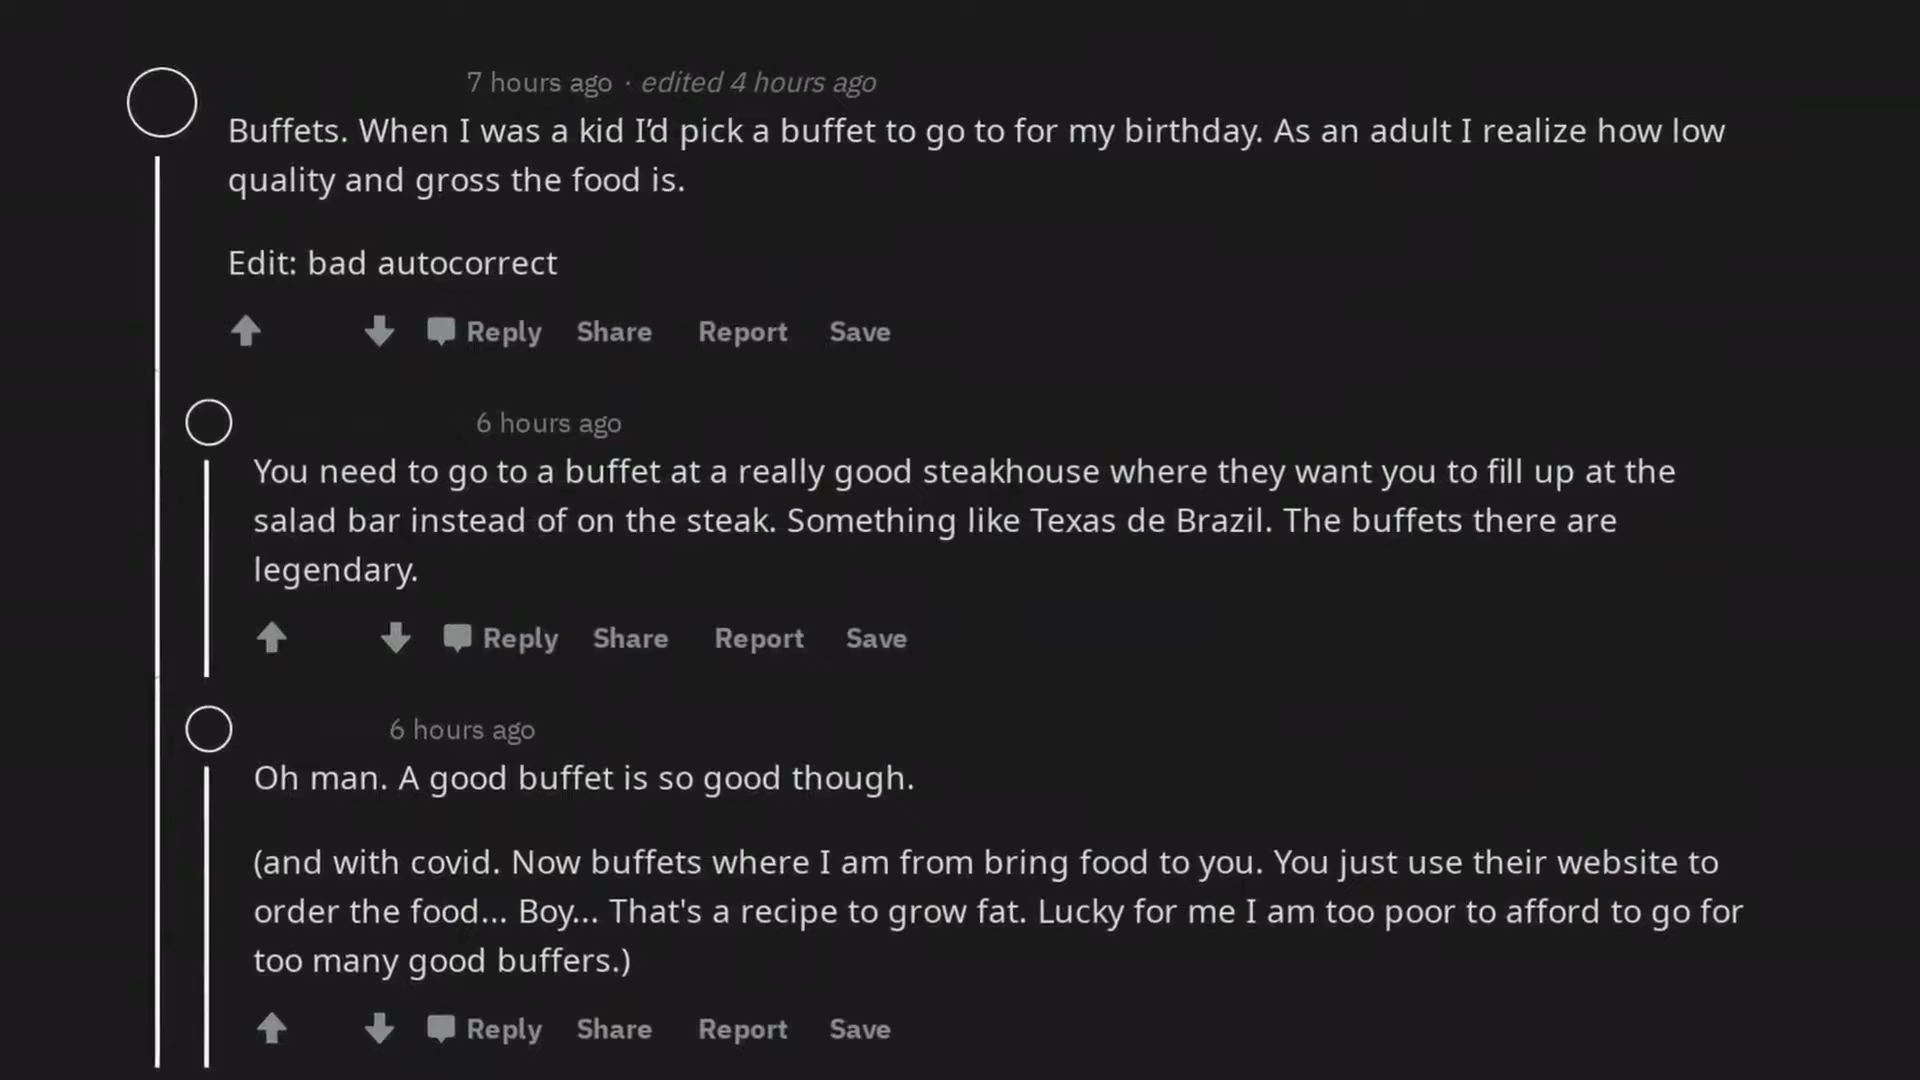 7 hours ago · edited 4 hours ago
Buffets. When I was a kid I'd pick a buffet to go to for my birthday. As an adult I realize how low
quality and gross the food is.
Edit: bad autocorrect
Reply Share Report Save
6 hours ago
You need to go to a buffet at a really good steakhouse where they want you to fill up at the
salad bar instead of on the steak. Something like Texas de Brazil. The buffets there are
legendary.
Reply Share Report Save
6 hours ago
Oh man. A good buffet is so good though.
(and with covid. Now buffets where I am from bring food to you. You just use their website to
order the food... Boy... That's a recipe to grow fat. Lucky for me I am too poor to afford to go for
too many good buffers.)
Reply Share Report Save